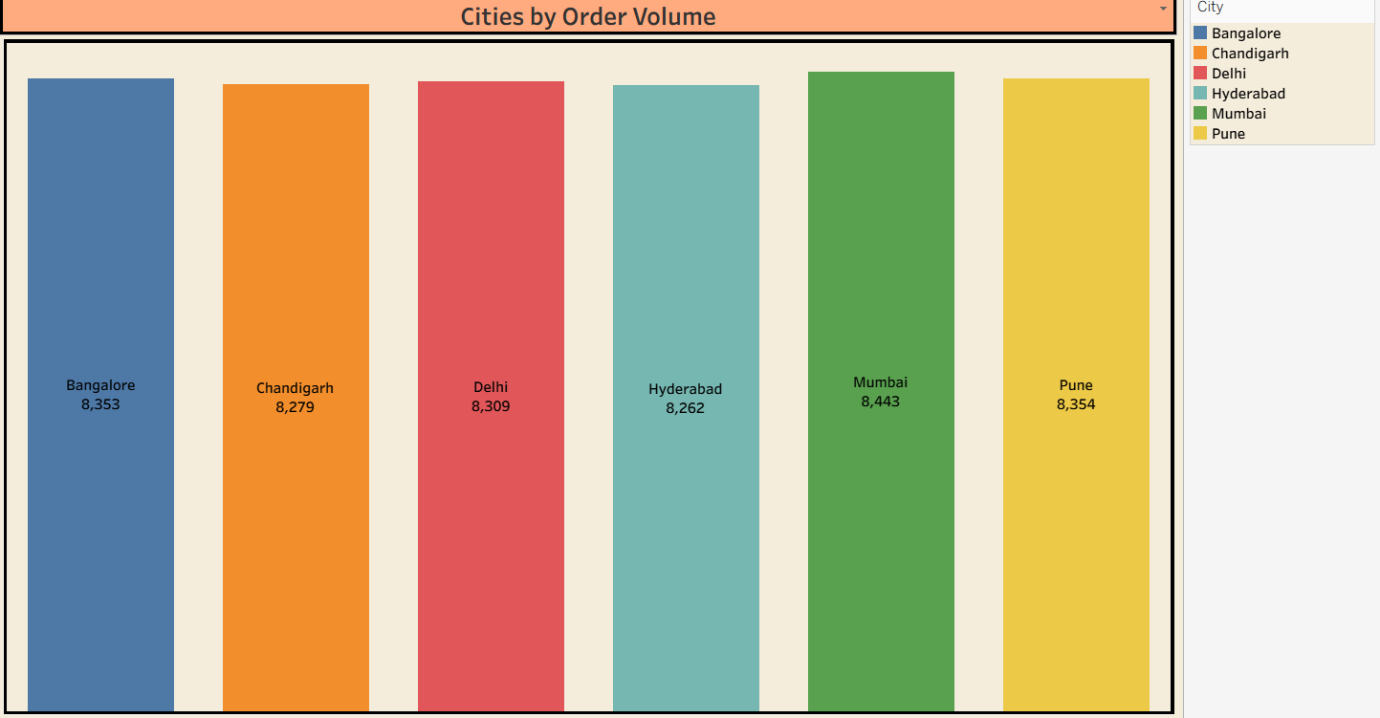 Cities by Order Volume
City
Bangalore
Chandigarh
Delhi
Hyderabad
Mumbai
Pune
Bangalore
8,353
Chandigarh
8,279
Delhi
8,309
Hyderabad
8,262
Mumbai
8,443
Pune
8,354